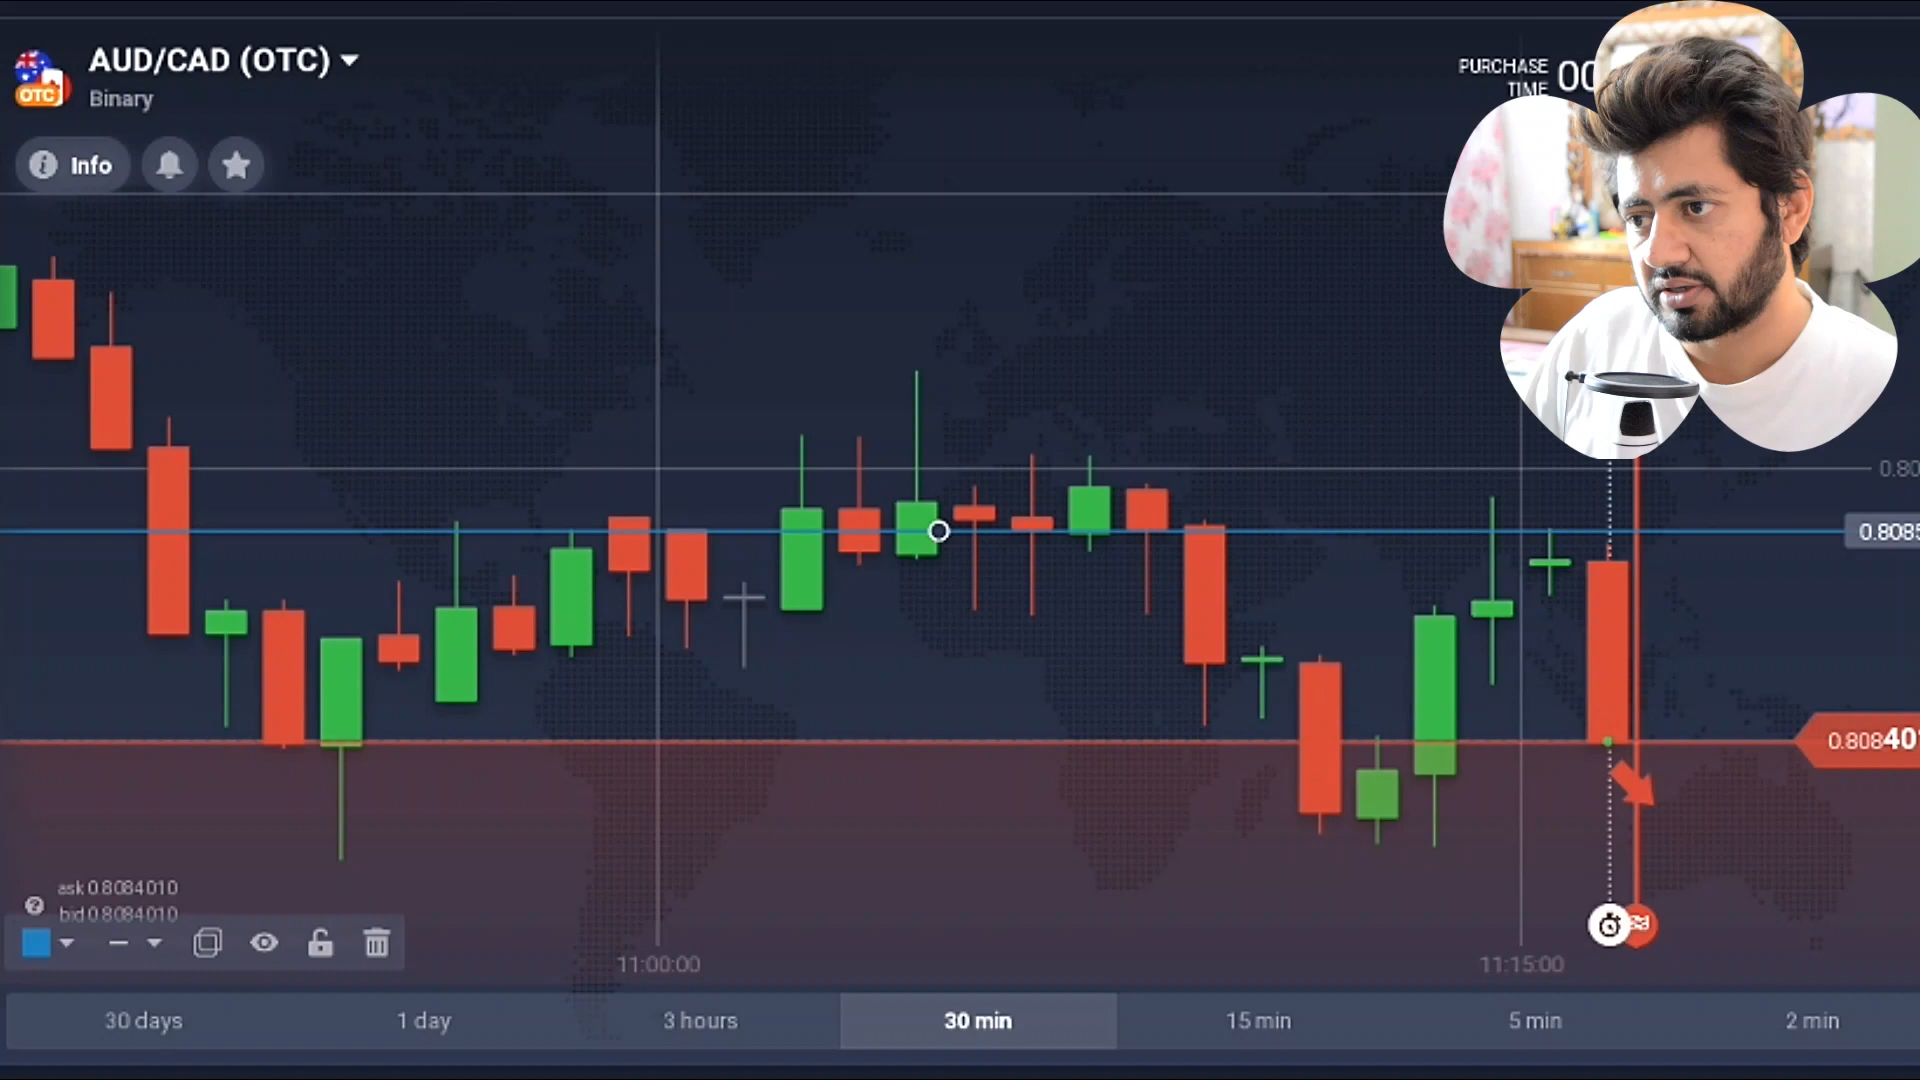 AUD/CAD (OTC)
OTC
Binary
PURCHASE
TIME
00
Info
0.80
0.8085
0.80840
ask 0.8084010
bid 0.8084010
11:00:00
11:15:00
30 days
1 day
3 hours
30 min
15 min
5 min
2 min